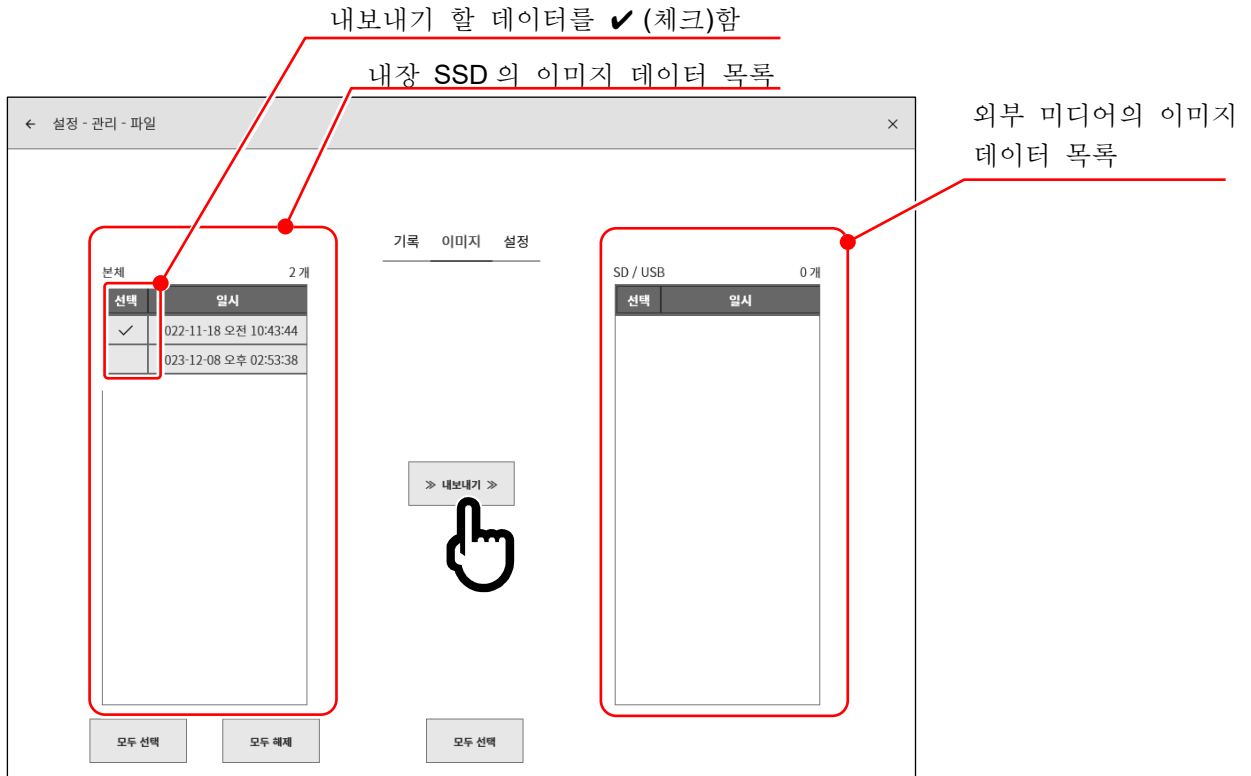 내보내기 할 데이터를 ✔ (체크)함
내장 SSD 의 이미지 데이터 목록
외부 미디어의 이미지
데이터 목록
← 설정 - 관리 - 파일 ×
기록 이미지 설정
본체 2 개
선택 일시
✓ 022-11-18 오전 10:43:44
023-12-08 오후 02:53:38
SD / USB 0 개
선택 일시
≫ 내보내기 ≫
모두 선택 모두 해제 모두 선택